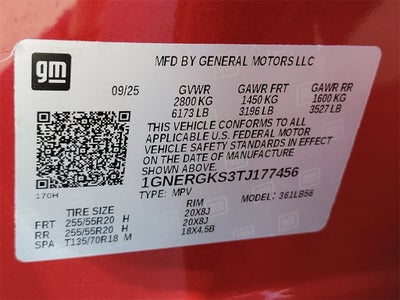 gm
MFD BY GENERAL MOTORS LLC
09/25
GVWR GAWR FRT GAWR RR
2800 KG 1450 KG 1600 KG
6173 LB 3196 LB 3527 LB
THIS VEHICLE CONFORMS TO ALL
APPLICABLE U.S. FEDERAL MOTOR
VEHICLE SAFETY STANDARDS IN EFFECT
ON THE DATE OF MANUFACTURE
1GNERGKS3TJ177456
170H TYPE: MPV MODEL: 361LB56
TIRE SIZE RIM
FRT 255/55R20 H 20X8J
RR 255/55R20 H 20X8J
SPA T135/70R18 M 18X4.5B